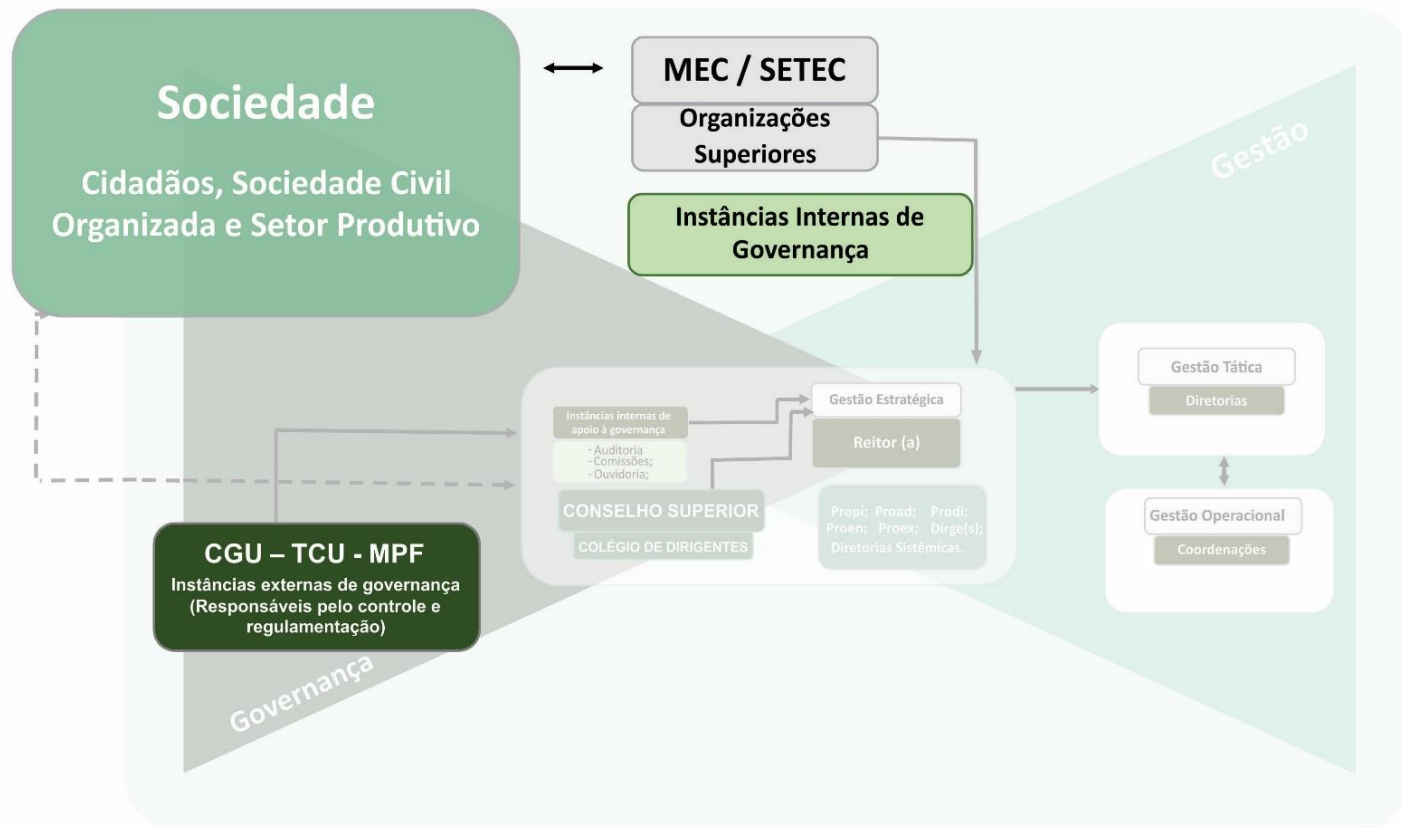 Sociedade
Cidadãos, Sociedade Civil
Organizada e Setor Produtivo
MEC / SETEC
Organizações
Superiores
Instâncias Internas de
Governança
Gestão
Gestão Tática
Diretorias
Gestão Estratégica
Reitor (a)
Instâncias internas de
apoio à governança
- Auditoria
- Comissões;
- Ouvidoria;
CONSELHO SUPERIOR
COLÉGIO DE DIRIGENTES
Propi; Proad; Prodi;
Proen; Proex; Dirge(s);
Diretorias Sistêmicas.
Gestão Operacional
Coordenações
CGU – TCU - MPF
Instâncias externas de governança
(Responsáveis pelo controle e
regulamentação)
Governança